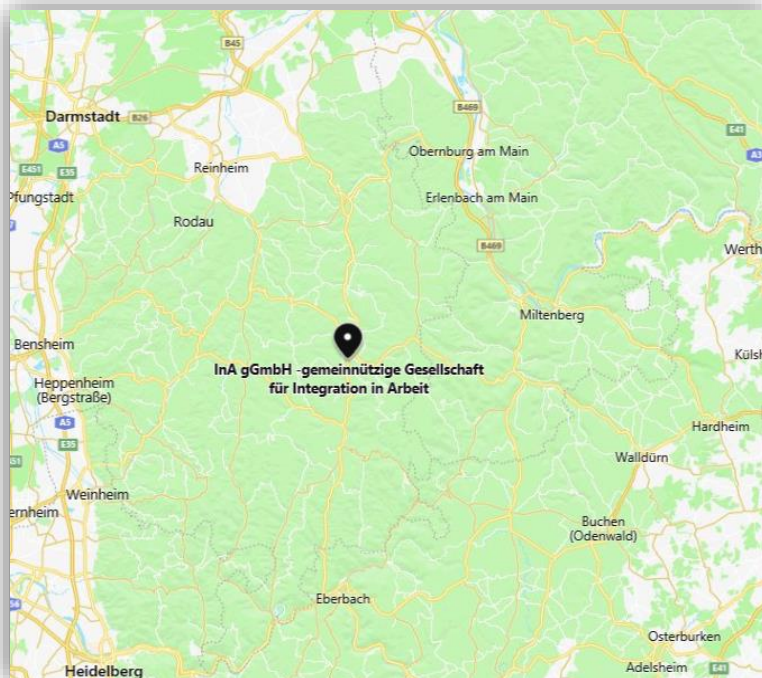 B45
Darmstadt
B26
B469
E41
A5
Obernburg am Main
Reinheim
E451
E35
Pfungstadt
Erlenbach am Main
Rodau
B469
Werth
Miltenberg
Bensheim
InA gGmbH -gemeinnützige Gesellschaft
für Integration in Arbeit
Heppenheim
(Bergstraße)
Külsh
A5
Hardheim
E35
Walldürn
Weinheim
ernheim
Buchen
(Odenwald)
Eberbach
Osterburken
Heidelberg
Adelsheim
E41